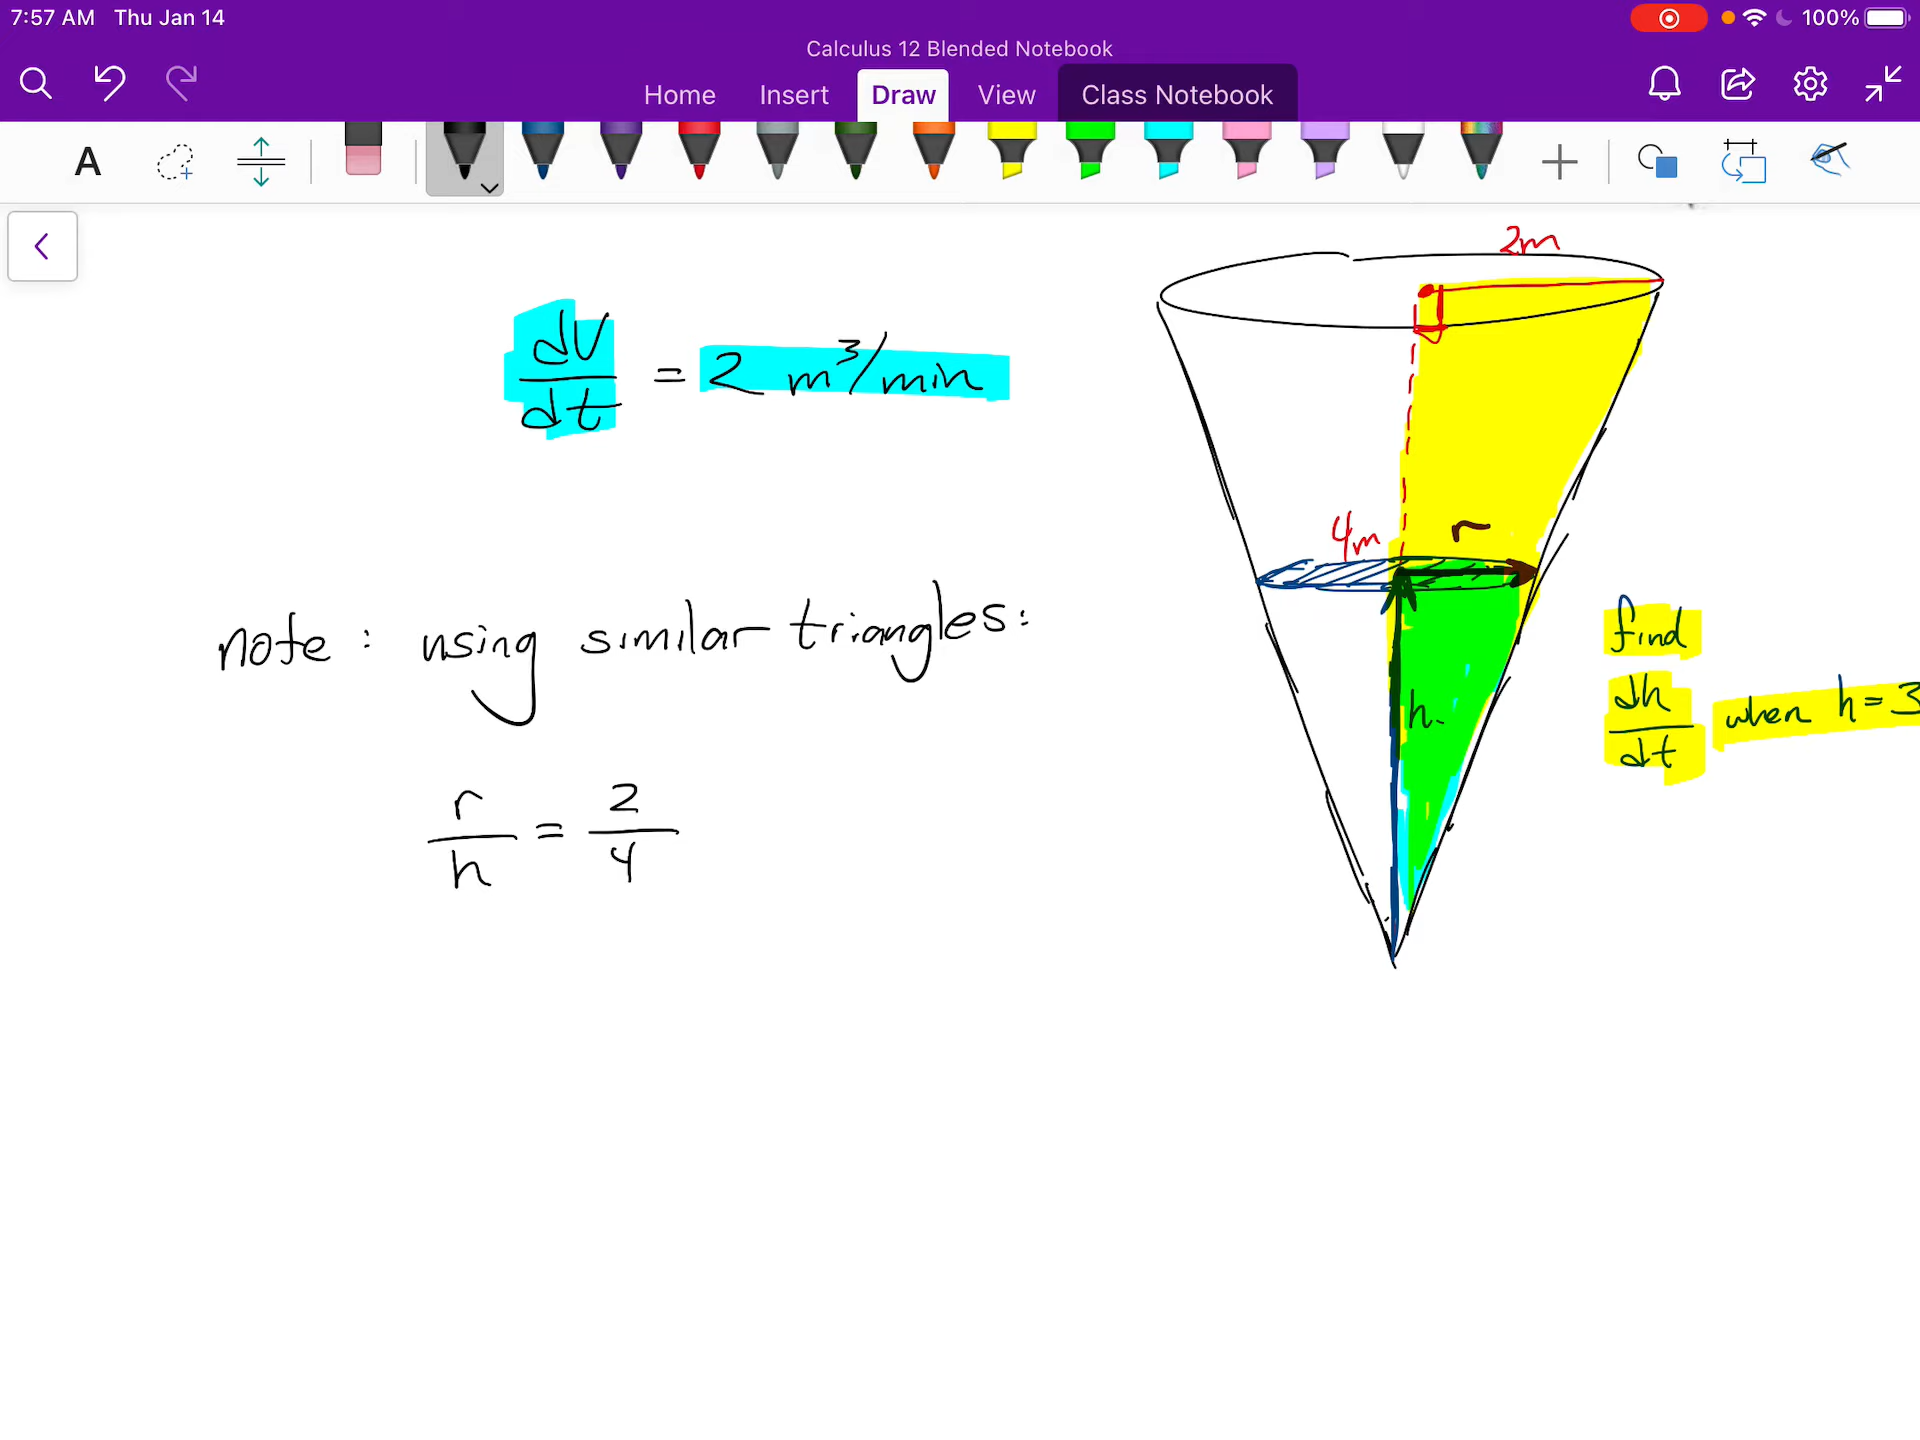 7:57 AM Thu Jan 14
100%
Calculus 12 Blended Notebook
Home Insert Draw View Class Notebook
A
2m
dV/dt = 2 m³/min
4m
r
note: using similar triangles:
find
dh/dt when h = 3
h
r/h = 2/4